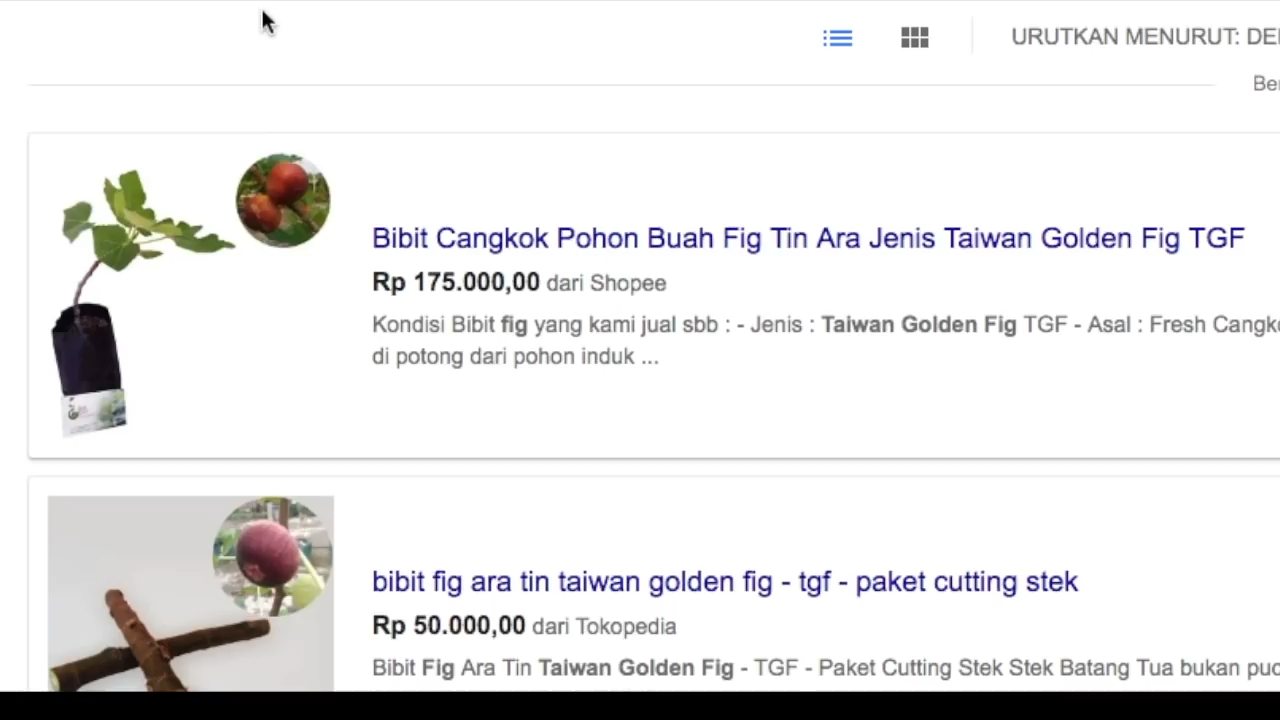 URUTKAN MENURUT:
Bibit Cangkok Pohon Buah Fig Tin Ara Jenis Taiwan Golden Fig TGF
Rp 175.000,00 dari Shopee
Kondisi Bibit fig yang kami jual sbb : - Jenis : Taiwan Golden Fig TGF - Asal : Fresh
di potong dari pohon induk ...
bibit fig ara tin taiwan golden fig - tgf - paket cutting stek
Rp 50.000,00 dari Tokopedia
Bibit Fig Ara Tin Taiwan Golden Fig - TGF - Paket Cutting Stek Stek Batang Tua bukan